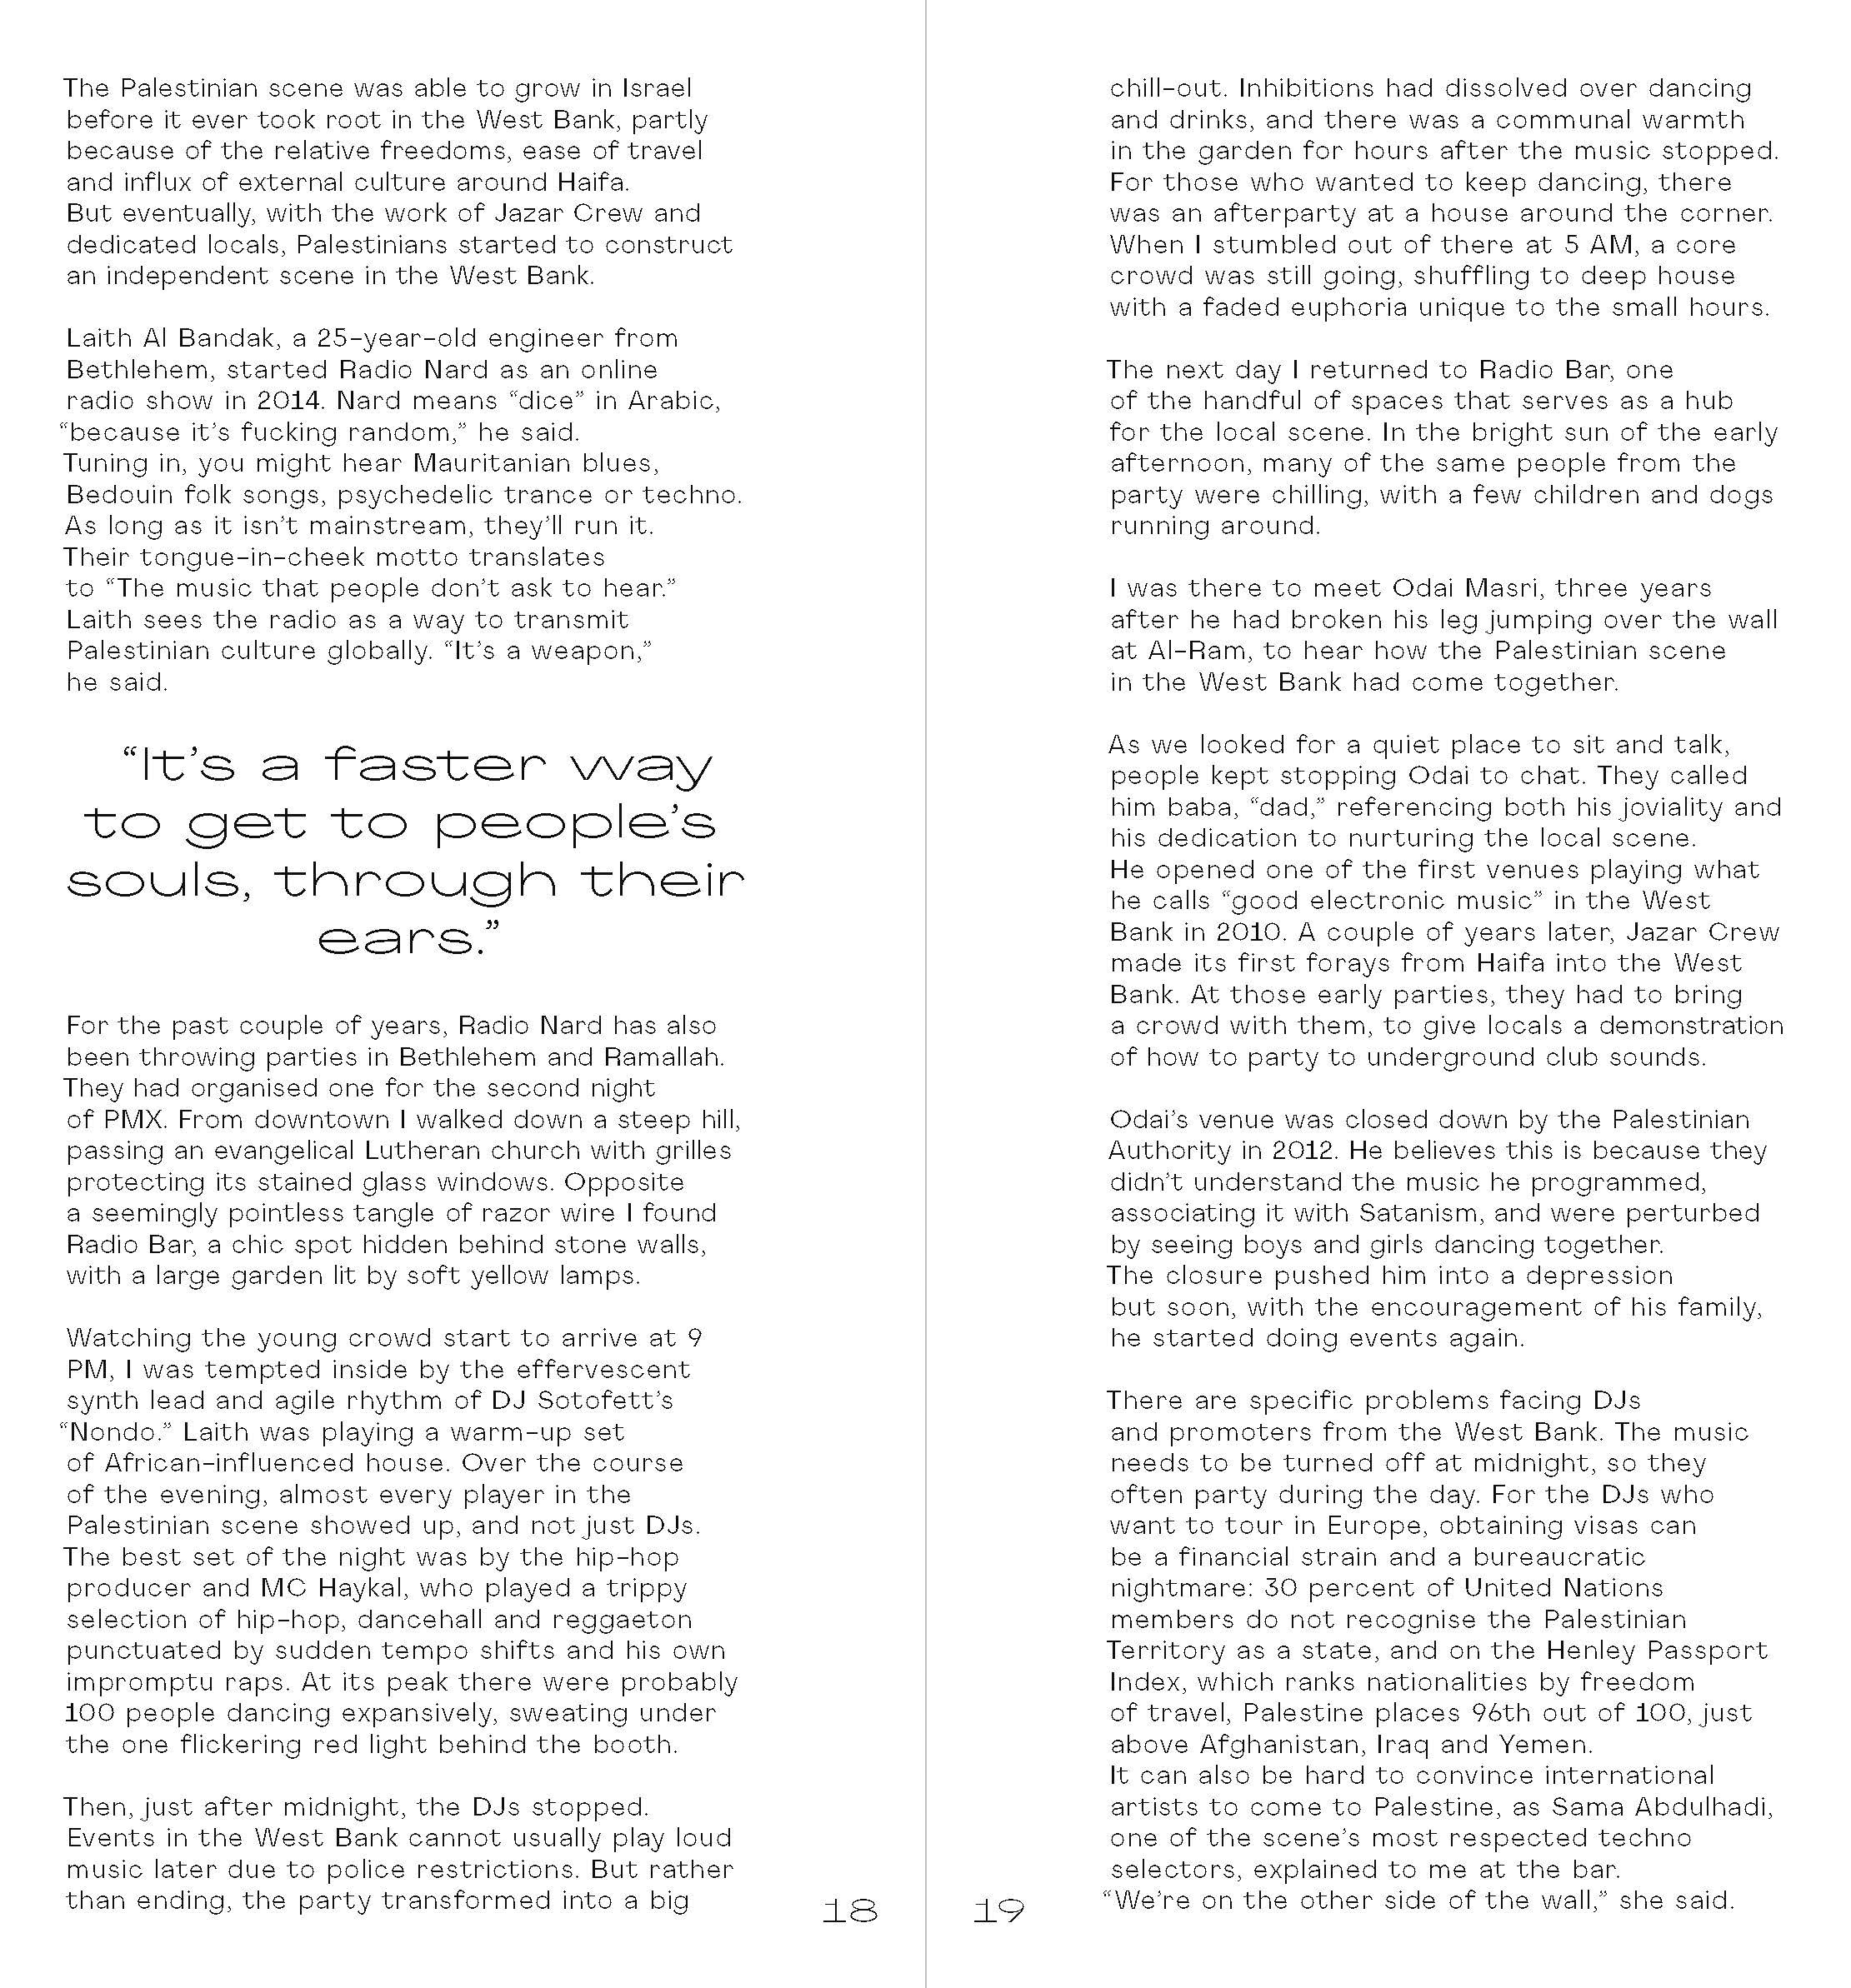 The Palestinian scene was able to grow in Israel
before it ever took root in the West Bank, partly
because of the relative freedoms, ease of travel
and influx of external culture around Haifa.
But eventually, with the work of Jazar Crew and
dedicated locals, Palestinians started to construct
an independent scene in the West Bank.

Laith Al Bandak, a 25-year-old engineer from
Bethlehem, started Radio Nard as an online
radio show in 2014. Nard means “dice” in Arabic,
“because it’s fucking random,” he said.
Tuning in, you might hear Mauritanian blues,
Bedouin folk songs, psychedelic trance or techno.
As long as it isn’t mainstream, they’ll run it.
Their tongue-in-cheek motto translates
to “The music that people don’t ask to hear.”
Laith sees the radio as a way to transmit
Palestinian culture globally. “It’s a weapon,”
he said.

“It’s a faster way
to get to people’s
souls, through their
ears.”

For the past couple of years, Radio Nard has also
been throwing parties in Bethlehem and Ramallah.
They had organised one for the second night
of PMX. From downtown I walked down a steep hill,
passing an evangelical Lutheran church with grilles
protecting its stained glass windows. Opposite
a seemingly pointless tangle of razor wire I found
Radio Bar, a chic spot hidden behind stone walls,
with a large garden lit by soft yellow lamps.

Watching the young crowd start to arrive at 9
PM, I was tempted inside by the effervescent
synth lead and agile rhythm of DJ Sotofett’s
“Nondo.” Laith was playing a warm-up set
of African-influenced house. Over the course
of the evening, almost every player in the
Palestinian scene showed up, and not just DJs.
The best set of the night was by the hip-hop
producer and MC Haykal, who played a trippy
selection of hip-hop, dancehall and reggaeton
punctuated by sudden tempo shifts and his own
impromptu raps. At its peak there were probably
100 people dancing expansively, sweating under
the one flickering red light behind the booth.

Then, just after midnight, the DJs stopped.
Events in the West Bank cannot usually play loud
music later due to police restrictions. But rather
than ending, the party transformed into a big
18

chill-out. Inhibitions had dissolved over dancing
and drinks, and there was a communal warmth
in the garden for hours after the music stopped.
For those who wanted to keep dancing, there
was an afterparty at a house around the corner.
When I stumbled out of there at 5 AM, a core
crowd was still going, shuffling to deep house
with a faded euphoria unique to the small hours.

The next day I returned to Radio Bar, one
of the handful of spaces that serves as a hub
for the local scene. In the bright sun of the early
afternoon, many of the same people from the
party were chilling, with a few children and dogs
running around.

I was there to meet Odai Masri, three years
after he had broken his leg jumping over the wall
at Al-Ram, to hear how the Palestinian scene
in the West Bank had come together.

As we looked for a quiet place to sit and talk,
people kept stopping Odai to chat. They called
him baba, “dad,” referencing both his joviality and
his dedication to nurturing the local scene.
He opened one of the first venues playing what
he calls “good electronic music” in the West
Bank in 2010. A couple of years later, Jazar Crew
made its first forays from Haifa into the West
Bank. At those early parties, they had to bring
a crowd with them, to give locals a demonstration
of how to party to underground club sounds.

Odai’s venue was closed down by the Palestinian
Authority in 2012. He believes this is because they
didn’t understand the music he programmed,
associating it with Satanism, and were perturbed
by seeing boys and girls dancing together.
The closure pushed him into a depression
but soon, with the encouragement of his family,
he started doing events again.

There are specific problems facing DJs
and promoters from the West Bank. The music
needs to be turned off at midnight, so they
often party during the day. For the DJs who
want to tour in Europe, obtaining visas can
be a financial strain and a bureaucratic
nightmare: 30 percent of United Nations
members do not recognise the Palestinian
Territory as a state, and on the Henley Passport
Index, which ranks nationalities by freedom
of travel, Palestine places 96th out of 100, just
above Afghanistan, Iraq and Yemen.
It can also be hard to convince international
artists to come to Palestine, as Sama Abdulhadi,
one of the scene’s most respected techno
selectors, explained to me at the bar.
“We’re on the other side of the wall,” she said.
19